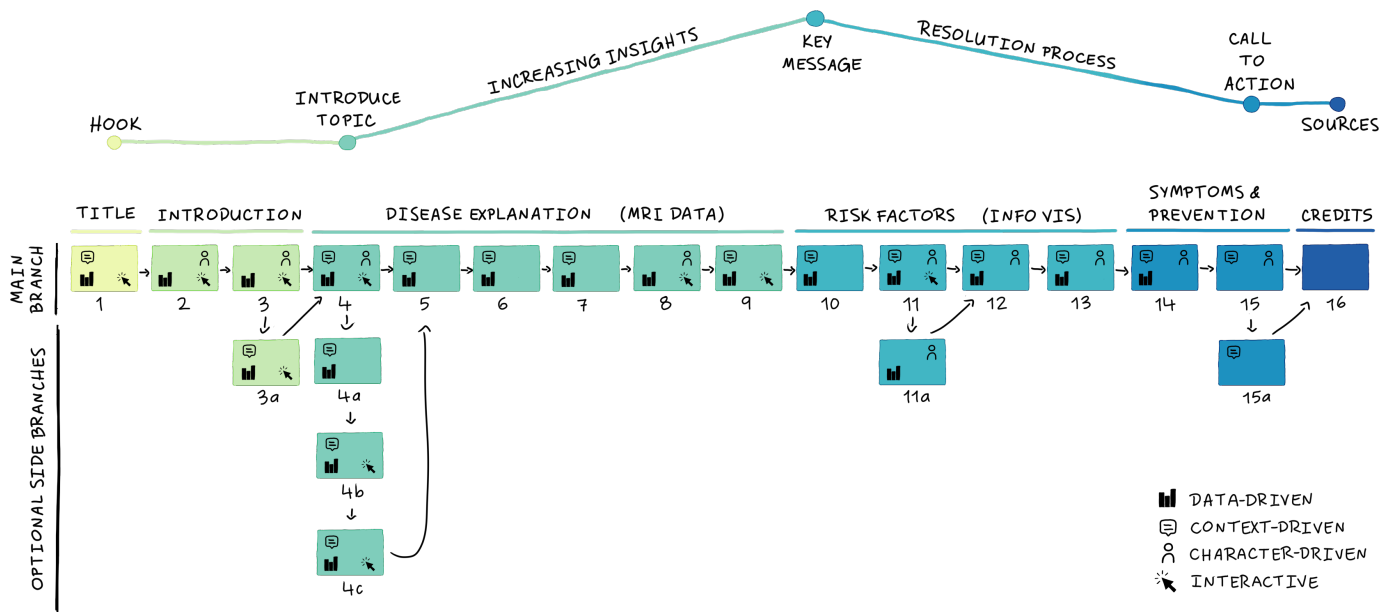 HOOK
INTRODUCE
TOPIC
INCREASING INSIGHTS
KEY
MESSAGE
RESOLUTION PROCESS
CALL
TO
ACTION
SOURCES
TITLE
INTRODUCTION
DISEASE EXPLANATION (MRI DATA)
RISK FACTORS (INFO VIS)
SYMPTOMS &
PREVENTION
CREDITS
MAIN
BRANCH
1 2 3 4 5 6 7 8 9 10 11 12 13 14 15 16
OPTIONAL SIDE BRANCHES
3a 4a 11a 15a
4b
4c
DATA-DRIVEN
CONTEXT-DRIVEN
CHARACTER-DRIVEN
INTERACTIVE